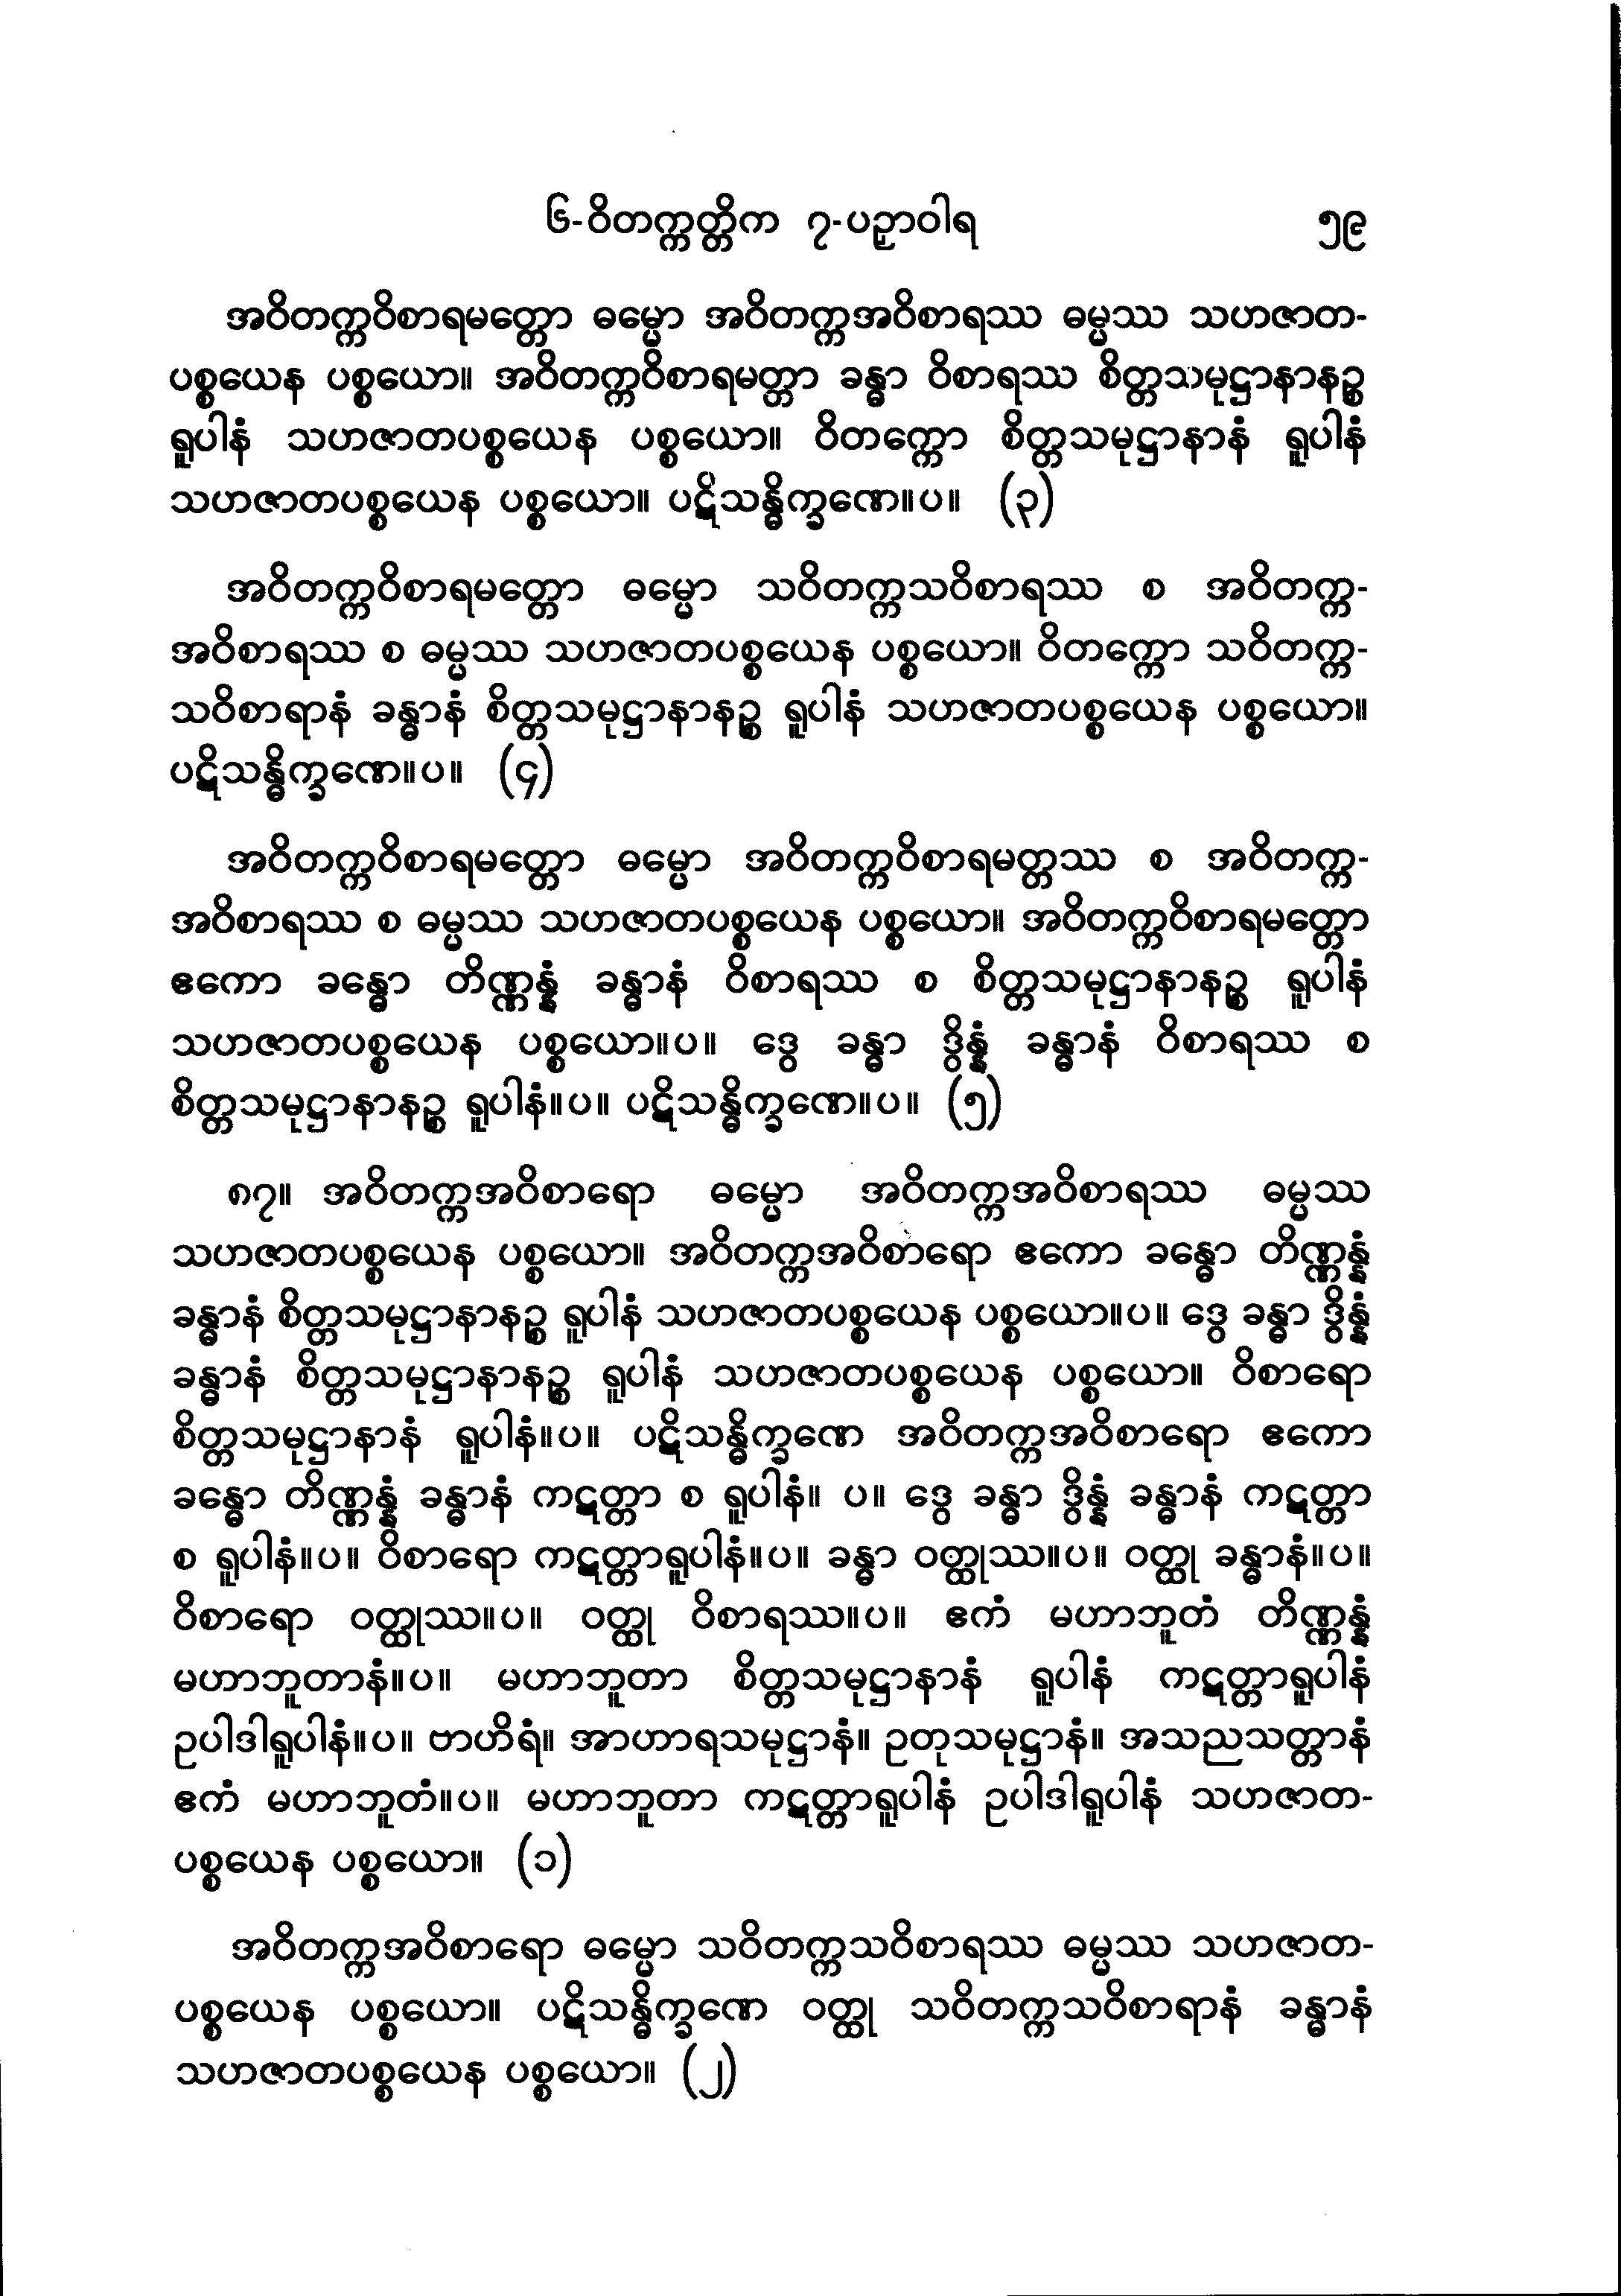 ၆-ဝိတက္ကတ္တိက ၇-ပဉှာဝါရ ၅၉
အဝိတက္ကဝိစာရမတ္တော ဓမ္မော အဝိတက္ကအဝိစာရဿ ဓမ္မဿ သဟဇာတ-
ပစ္စယေန ပစ္စယော။ အဝိတက္ကဝိစာရမတ္တာ ခန္ဓာ ဝိစာရဿ စိတ္တသမုဋ္ဌာနာနဉ္စ
ရူပါနံ သဟဇာတပစ္စယေန ပစ္စယော။ ဝိတက္ကော စိတ္တသမုဋ္ဌာနာနံ ရူပါနံ
သဟဇာတပစ္စယေန ပစ္စယော။ ပဋိသန္ဓိက္ခဏေ။ပ။ (၃)
အဝိတက္ကဝိစာရမတ္တော ဓမ္မော သဝိတက္ကသဝိစာရဿ စ အဝိတက္က-
အဝိစာရဿ စ ဓမ္မဿ သဟဇာတပစ္စယေန ပစ္စယော။ ဝိတက္ကော သဝိတက္က-
သဝိစာရာနံ ခန္ဓာနံ စိတ္တသမုဋ္ဌာနာနဉ္စ ရူပါနံ သဟဇာတပစ္စယေန ပစ္စယော။
ပဋိသန္ဓိက္ခဏေ။ပ။ (၄)
အဝိတက္ကဝိစာရမတ္တော ဓမ္မော အဝိတက္ကဝိစာရမတ္တဿ စ အဝိတက္က-
အဝိစာရဿ စ ဓမ္မဿ သဟဇာတပစ္စယေန ပစ္စယော။ အဝိတက္ကဝိစာရမတ္တော
ဧကော ခန္ဓော တိဏ္ဏန္နံ ခန္ဓာနံ ဝိစာရဿ စ စိတ္တသမုဋ္ဌာနာနဉ္စ ရူပါနံ
သဟဇာတပစ္စယေန ပစ္စယော။ပ။ ဒွေ ခန္ဓာ ဒွိန္နံ ခန္ဓာနံ ဝိစာရဿ စ
စိတ္တသမုဋ္ဌာနာနဉ္စ ရူပါနံ။ပ။ ပဋိသန္ဓိက္ခဏေ။ပ။ (၅)
၈၇။ အဝိတက္ကအဝိစာရော ဓမ္မော အဝိတက္ကအဝိစာရဿ ဓမ္မဿ
သဟဇာတပစ္စယေန ပစ္စယော။ အဝိတက္ကအဝိစာရော ဧကော ခန္ဓော တိဏ္ဏန္နံ
ခန္ဓာနံ စိတ္တသမုဋ္ဌာနာနဉ္စ ရူပါနံ သဟဇာတပစ္စယေန ပစ္စယော။ပ။ ဒွေ ခန္ဓာ ဒွိန္နံ
ခန္ဓာနံ စိတ္တသမုဋ္ဌာနာနဉ္စ ရူပါနံ သဟဇာတပစ္စယေန ပစ္စယော။ ဝိစာရော
စိတ္တသမုဋ္ဌာနာနံ ရူပါနံ။ပ။ ပဋိသန္ဓိက္ခဏေ အဝိတက္ကအဝိစာရော ဧကော
ခန္ဓော တိဏ္ဏန္နံ ခန္ဓာနံ ကဋတ္တာ စ ရူပါနံ။ ပ။ ဒွေ ခန္ဓာ ဒွိန္နံ ခန္ဓာနံ ကဋတ္တာ
စ ရူပါနံ။ပ။ ဝိစာရော ကဋတ္တာရူပါနံ။ပ။ ခန္ဓာ ဝတ္ထုဿ။ပ။ ဝတ္ထု ခန္ဓာနံ။ပ။
ဝိစာရော ဝတ္ထုဿ။ပ။ ဝတ္ထု ဝိစာရဿ။ပ။ ဧကံ မဟာဘူတံ တိဏ္ဏန္နံ
မဟာဘူတာနံ။ပ။ မဟာဘူတာ စိတ္တသမုဋ္ဌာနာနံ ရူပါနံ ကဋတ္တာရူပါနံ
ဥပါဒါရူပါနံ။ပ။ ဗာဟိရံ။ အာဟာရသမုဋ္ဌာနံ။ ဥတုသမုဋ္ဌာနံ။ အသညသတ္တာနံ
ဧကံ မဟာဘူတံ။ပ။ မဟာဘူတာ ကဋတ္တာရူပါနံ ဥပါဒါရူပါနံ သဟဇာတ-
ပစ္စယေန ပစ္စယော။ (၁)
အဝိတက္ကအဝိစာရော ဓမ္မော သဝိတက္ကသဝိစာရဿ ဓမ္မဿ သဟဇာတ-
ပစ္စယေန ပစ္စယော။ ပဋိသန္ဓိက္ခဏေ ဝတ္ထု သဝိတက္ကသဝိစာရာနံ ခန္ဓာနံ
သဟဇာတပစ္စယေန ပစ္စယော။ (၂)